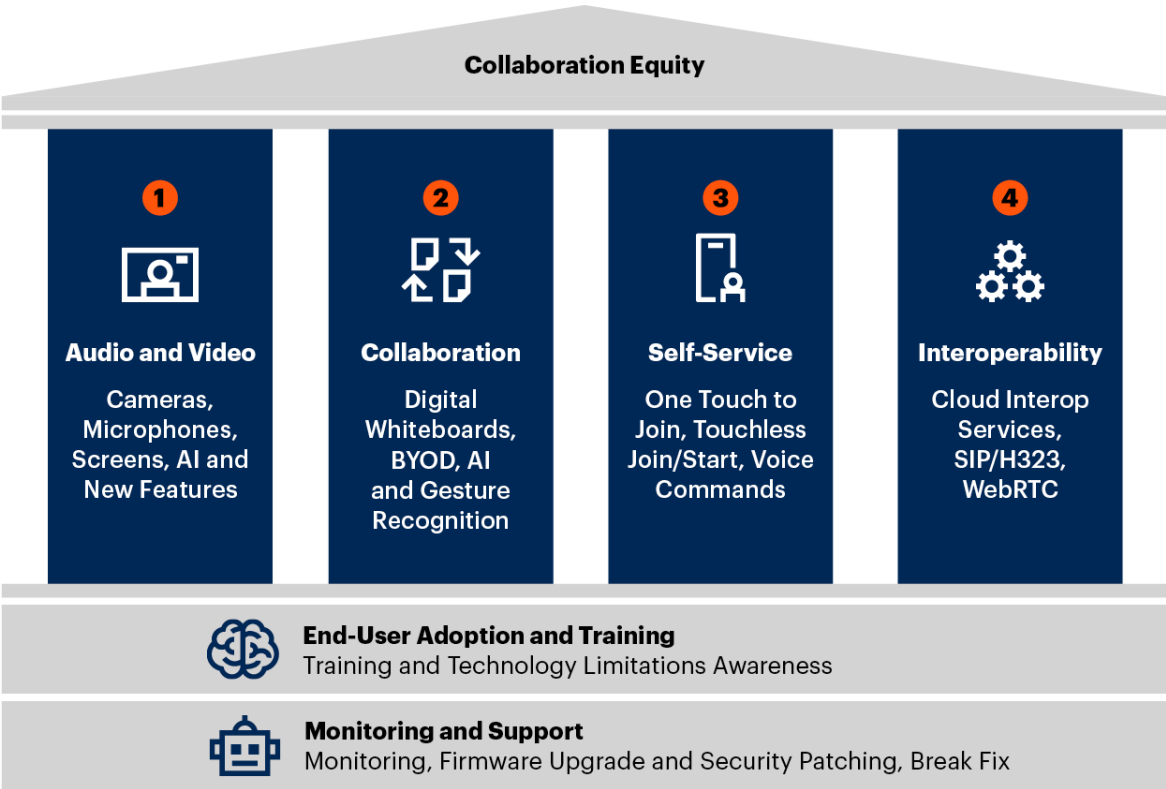 Collaboration Equity
1
Audio and Video
Cameras,
Microphones,
Screens, AI and
New Features
2
Collaboration
Digital
Whiteboards,
BYOD, AI
and Gesture
Recognition
3
Self-Service
One Touch to
Join, Touchless
Join/Start, Voice
Commands
4
Interoperability
Cloud Interop
Services,
SIP/H323,
WebRTC
End-User Adoption and Training
Training and Technology Limitations Awareness
Monitoring and Support
Monitoring, Firmware Upgrade and Security Patching, Break Fix